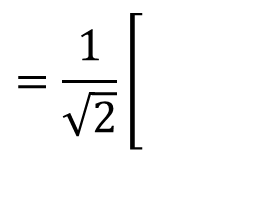 = 1/√2 [